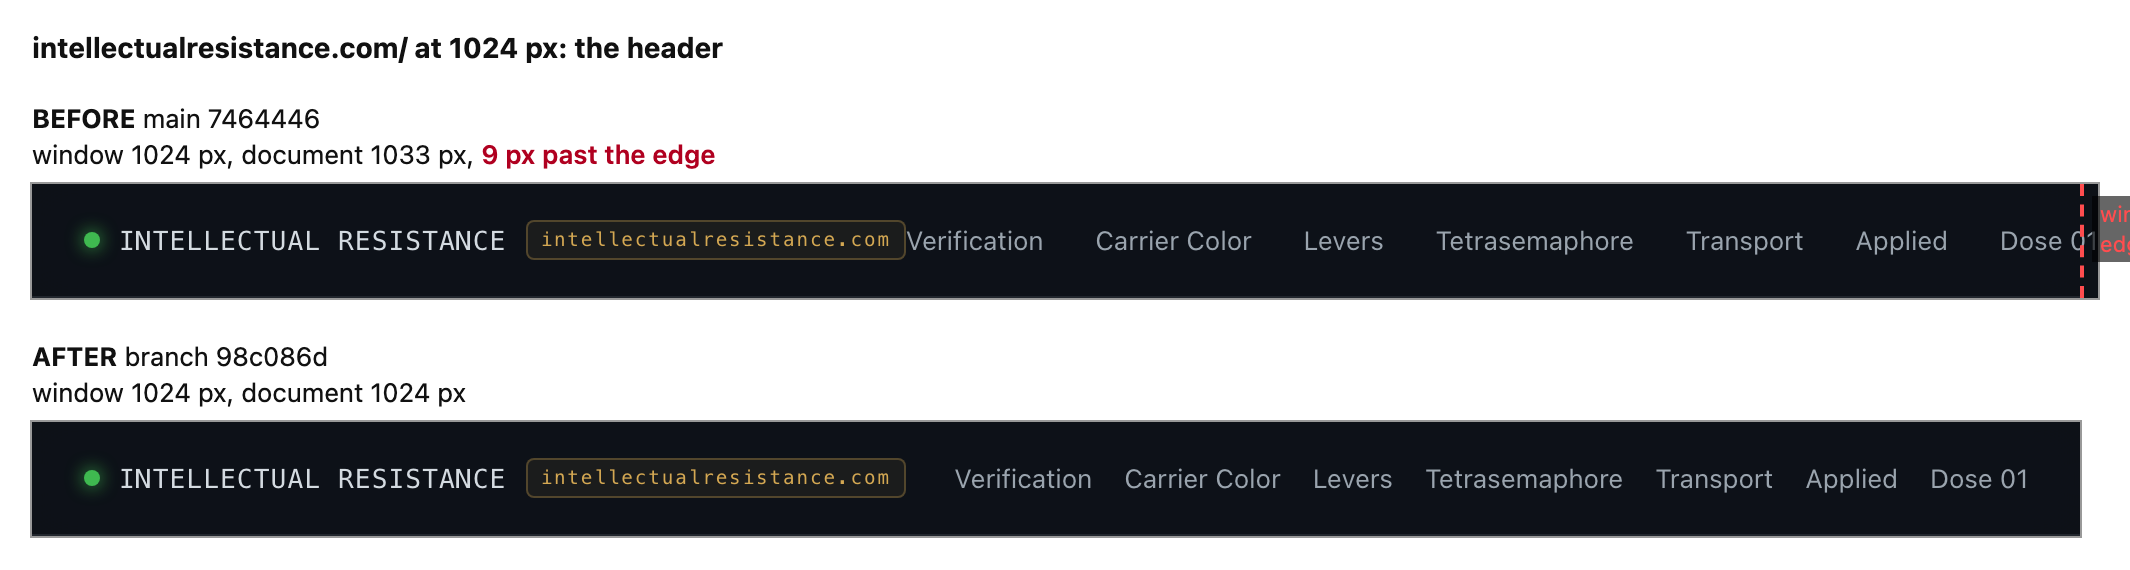 intellectualresistance.com/ at 1024 px: the header
BEFORE main 7464446
window 1024 px, document 1033 px, 9 px past the edge
INTELLECTUAL RESISTANCE intellectualresistance.com Verification Carrier Color Levers Tetrasemaphore Transport Applied Dose 01
AFTER branch 98c086d
window 1024 px, document 1024 px
INTELLECTUAL RESISTANCE intellectualresistance.com Verification Carrier Color Levers Tetrasemaphore Transport Applied Dose 01